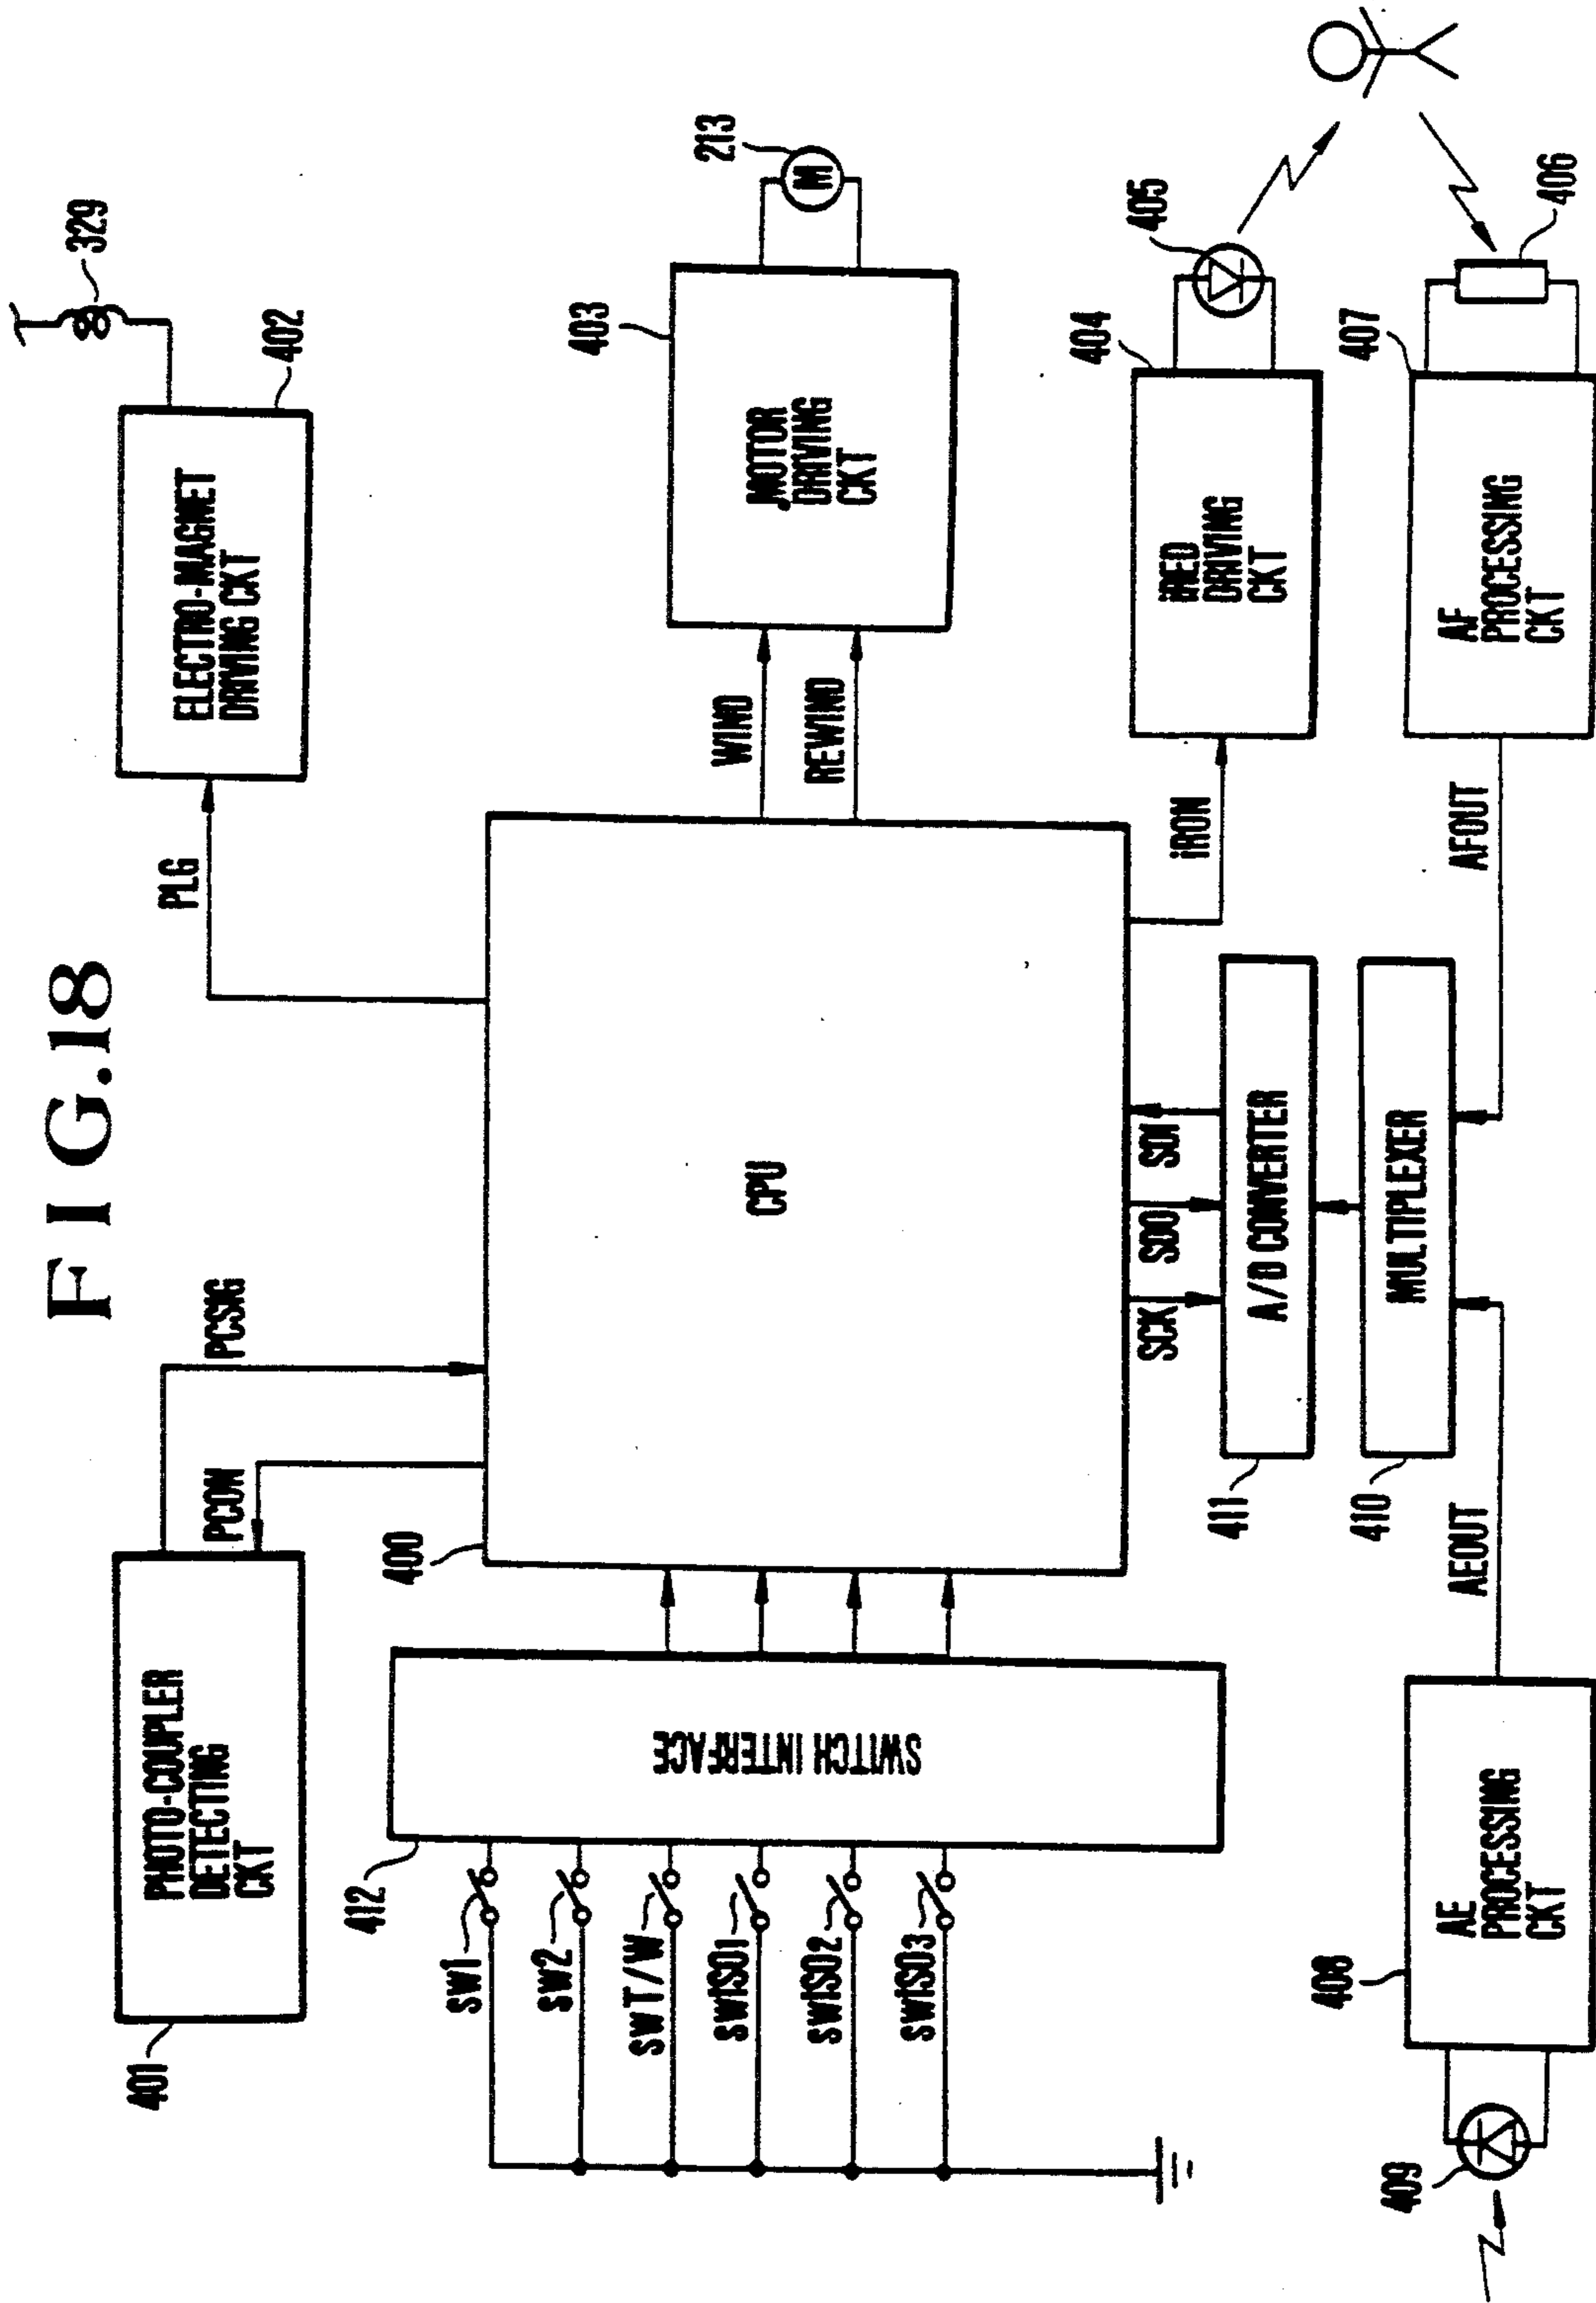 FIG.18
401
PHOTO-COUPLER
DETECTING
CKT
PCSIG
PCON
PLG
ELECTRO-MAGNET
DRIVING CKT
402
329
400
CPU
WIND
REWIND
403
MOTOR
DRIVING
CKT
213
M
412
SWITCH INTERFACE
SW1
SW2
SWT/W
SWISO1
SWISO2
SWISO3
SCK
SDO
SDI
iRON
404
iRED
DRIVING
CKT
405
411
A/D CONVERTER
410
MULTIPLEXER
AEOUT
AFOUT
407
AF
PROCESSING
CKT
406
408
AE
PROCESSING
CKT
409